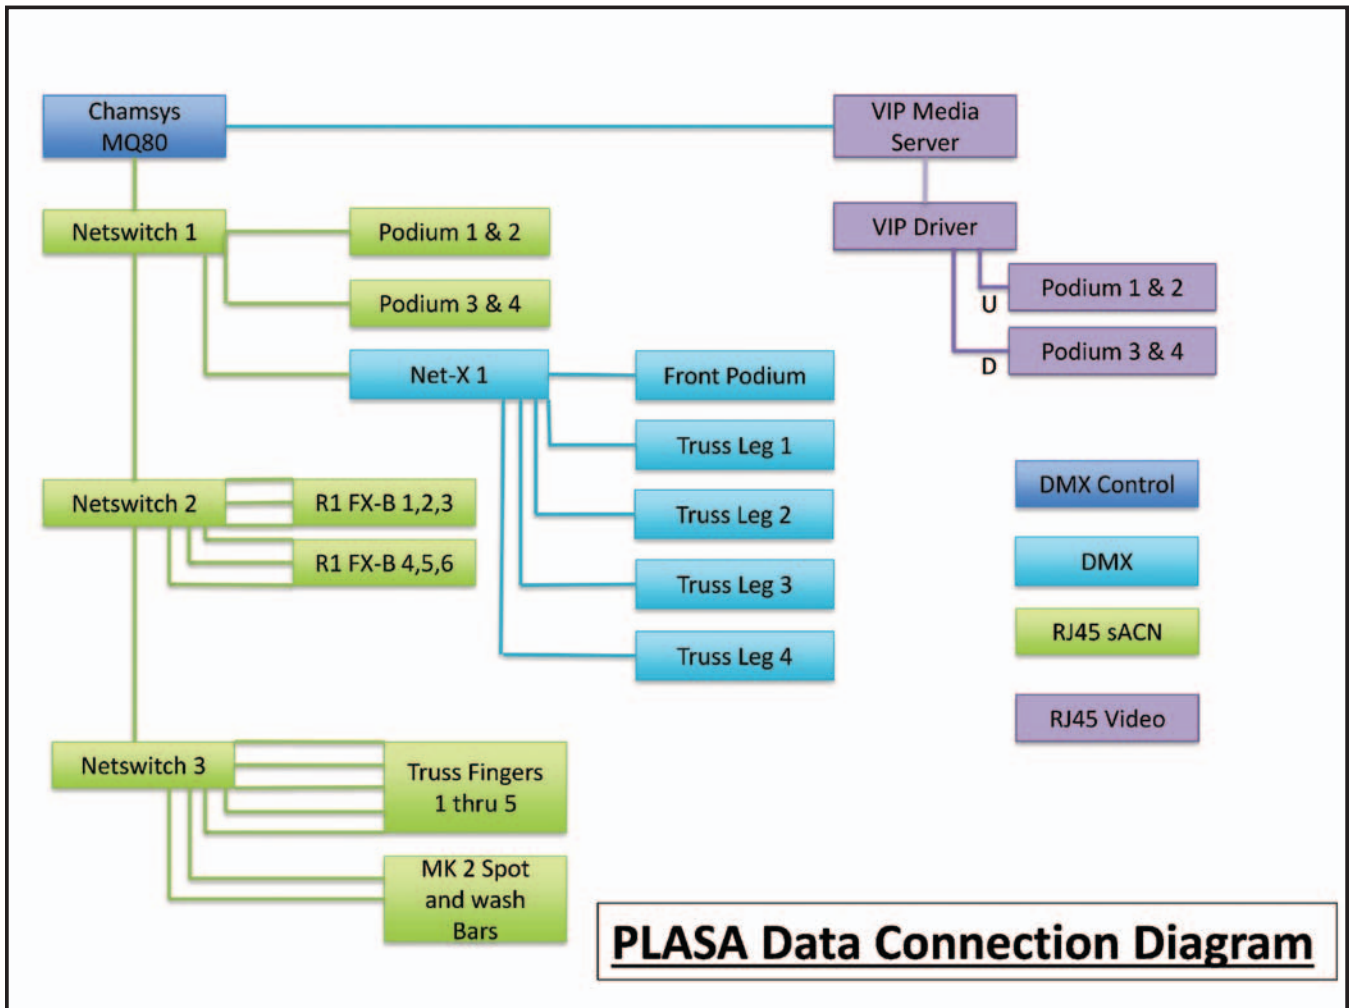 Chamsys
MQ80
VIP Media
Server
Netswitch 1
Podium 1 & 2
VIP Driver
Podium 3 & 4
Podium 1 & 2
U
Podium 3 & 4
D
Net-X 1
Front Podium
Truss Leg 1
Netswitch 2
R1 FX-B 1,2,3
Truss Leg 2
DMX Control
R1 FX-B 4,5,6
Truss Leg 3
DMX
Truss Leg 4
RJ45 sACN
RJ45 Video
Netswitch 3
Truss Fingers
1 thru 5
MK 2 Spot
and wash
Bars
PLASA Data Connection Diagram